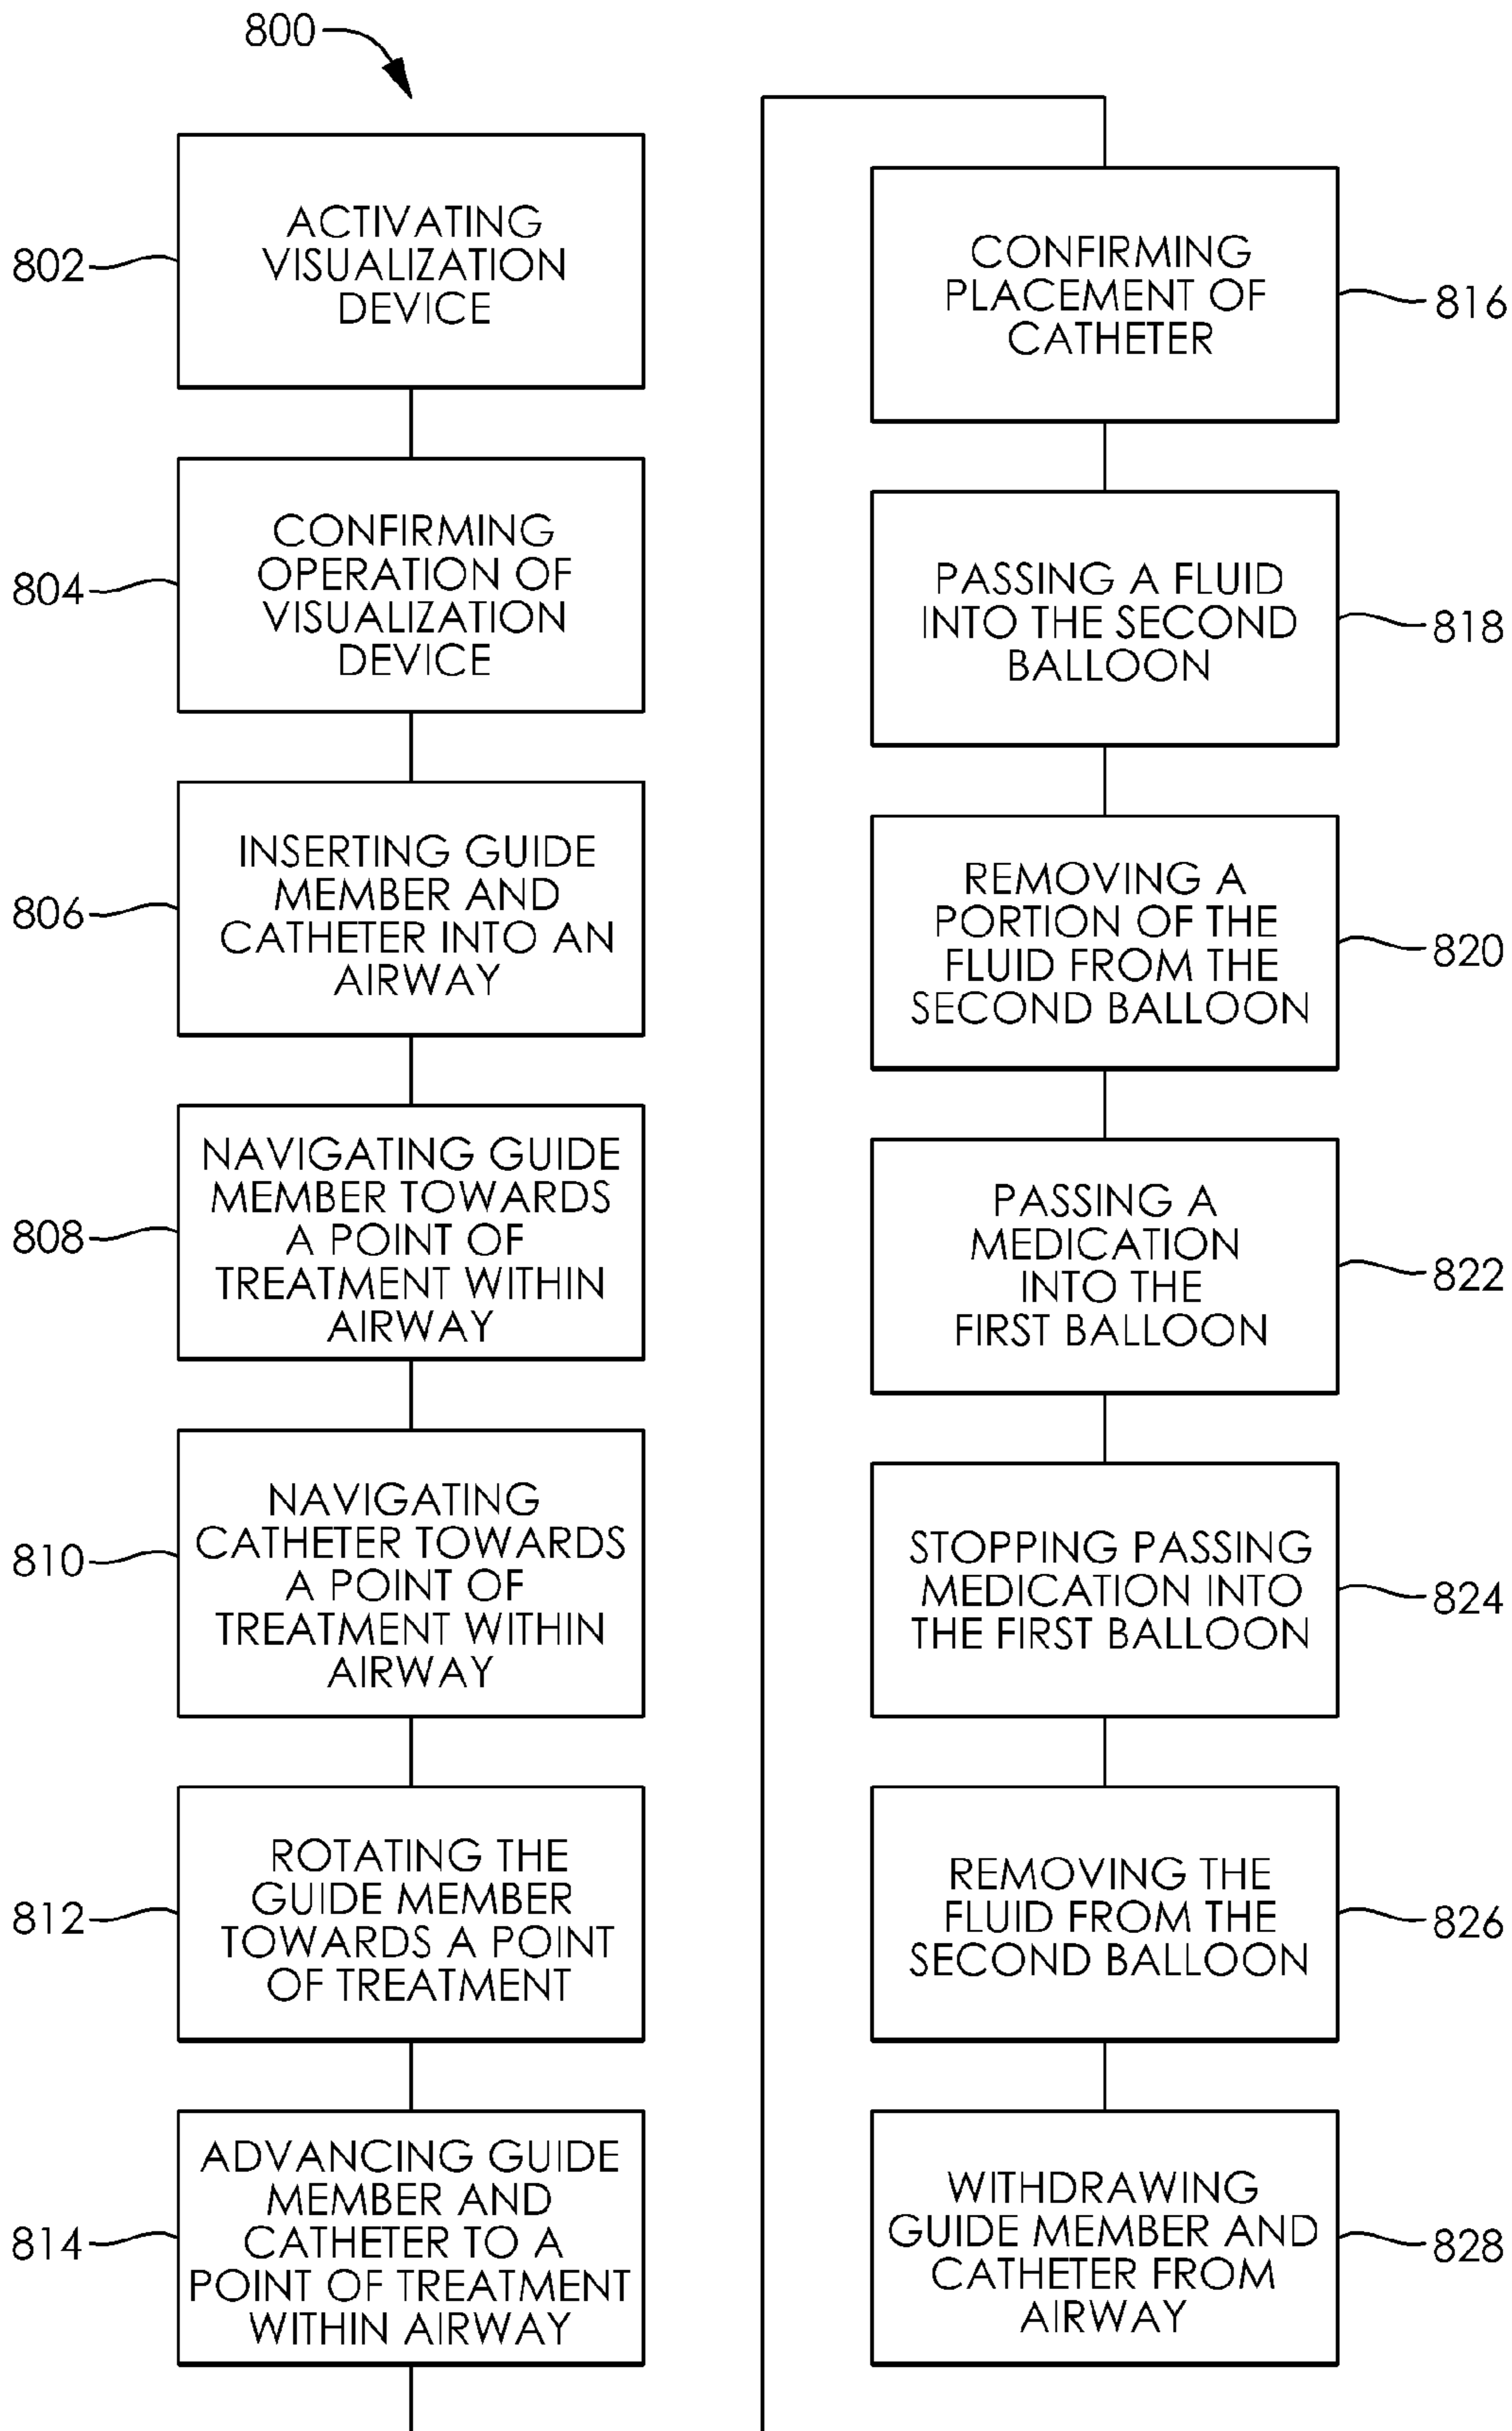 800
802
ACTIVATING
VISUALIZATION
DEVICE
804
CONFIRMING
OPERATION OF
VISUALIZATION
DEVICE
806
INSERTING GUIDE
MEMBER AND
CATHETER INTO AN
AIRWAY
808
NAVIGATING GUIDE
MEMBER TOWARDS
A POINT OF
TREATMENT WITHIN
AIRWAY
810
NAVIGATING
CATHETER TOWARDS
A POINT OF
TREATMENT WITHIN
AIRWAY
812
ROTATING THE
GUIDE MEMBER
TOWARDS A POINT
OF TREATMENT
814
ADVANCING GUIDE
MEMBER AND
CATHETER TO A
POINT OF TREATMENT
WITHIN AIRWAY
CONFIRMING
PLACEMENT OF
CATHETER
816
PASSING A FLUID
INTO THE SECOND
BALLOON
818
REMOVING A
PORTION OF THE
FLUID FROM THE
SECOND BALLOON
820
PASSING A
MEDICATION
INTO THE
FIRST BALLOON
822
STOPPING PASSING
MEDICATION INTO
THE FIRST BALLOON
824
REMOVING THE
FLUID FROM THE
SECOND BALLOON
826
WITHDRAWING
GUIDE MEMBER AND
CATHETER FROM
AIRWAY
828